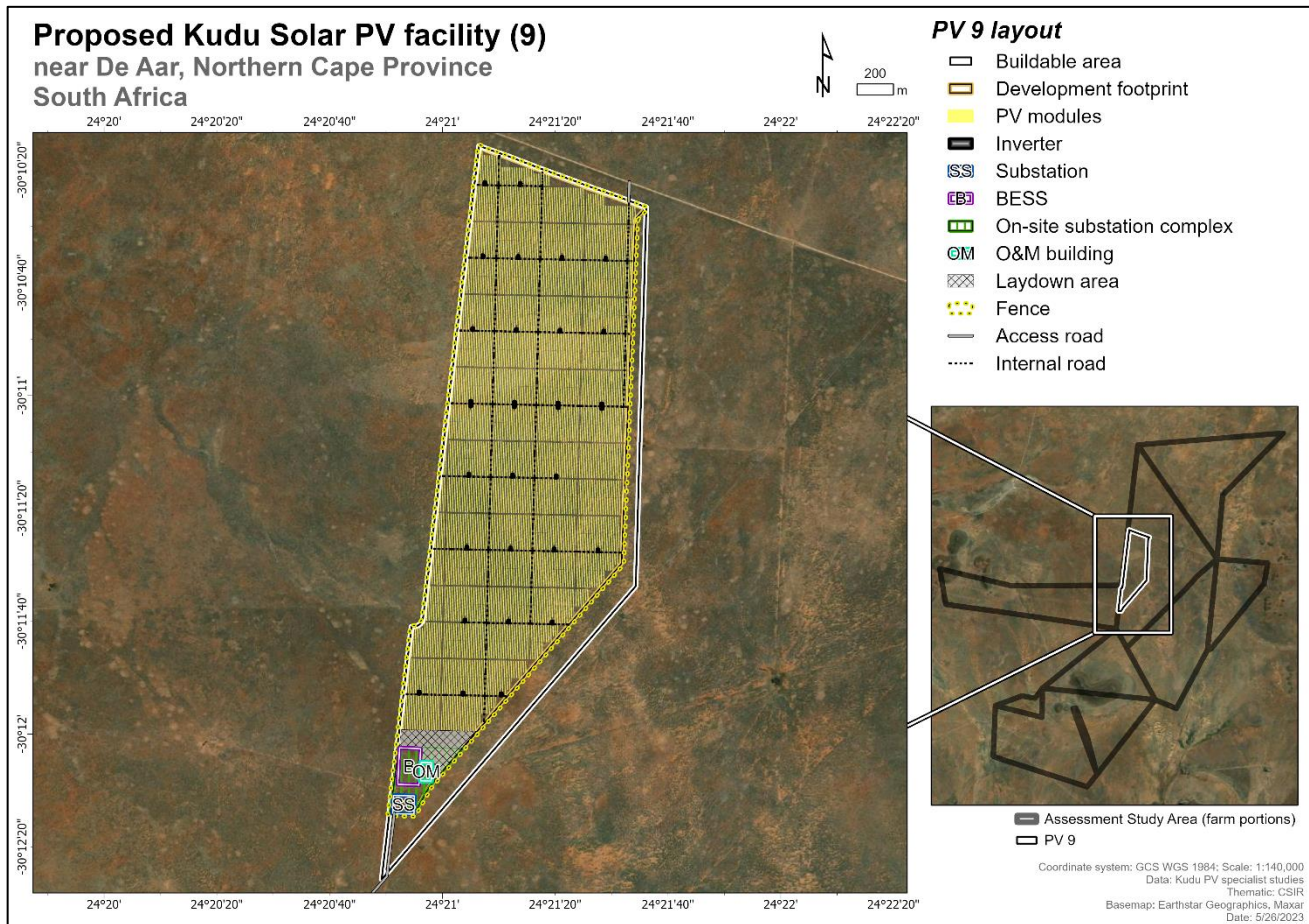 Proposed Kudu Solar PV facility (9)
near De Aar, Northern Cape Province
South Africa
N
200
m
PV 9 layout
Buildable area
Development footprint
PV modules
Inverter
SS Substation
B BESS
On-site substation complex
OM O&M building
Laydown area
Fence
Access road
Internal road
24°20' 24°20'20" 24°20'40" 24°21' 24°21'20" 24°21'40" 24°22' 24°22'20"
-30°10'20"
-30°10'40"
-30°11'
-30°11'20"
-30°11'40"
-30°12'
-30°12'20"
B
OM
SS
24°20' 24°20'20" 24°20'40" 24°21' 24°21'20" 24°21'40" 24°22' 24°22'20"
Assessment Study Area (farm portions)
PV 9
Coordinate system: GCS WGS 1984; Scale: 1:140,000
Data: Kudu PV specialist studies
Thematic: CSIR
Basemap: Earthstar Geographics, Maxar
Date: 5/26/2023